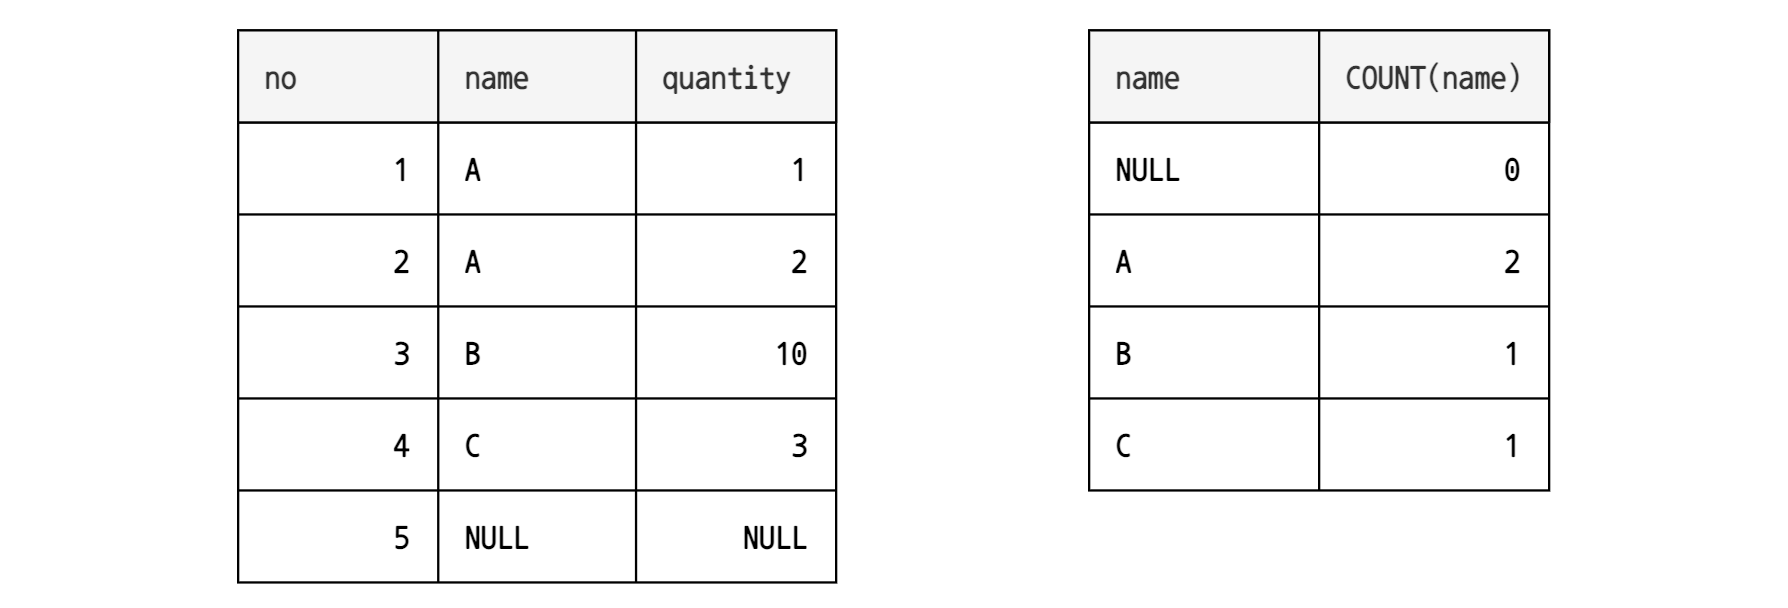 no name quantity
1 A 1
2 A 2
3 B 10
4 C 3
5 NULL NULL
name COUNT(name)
NULL 0
A 2
B 1
C 1